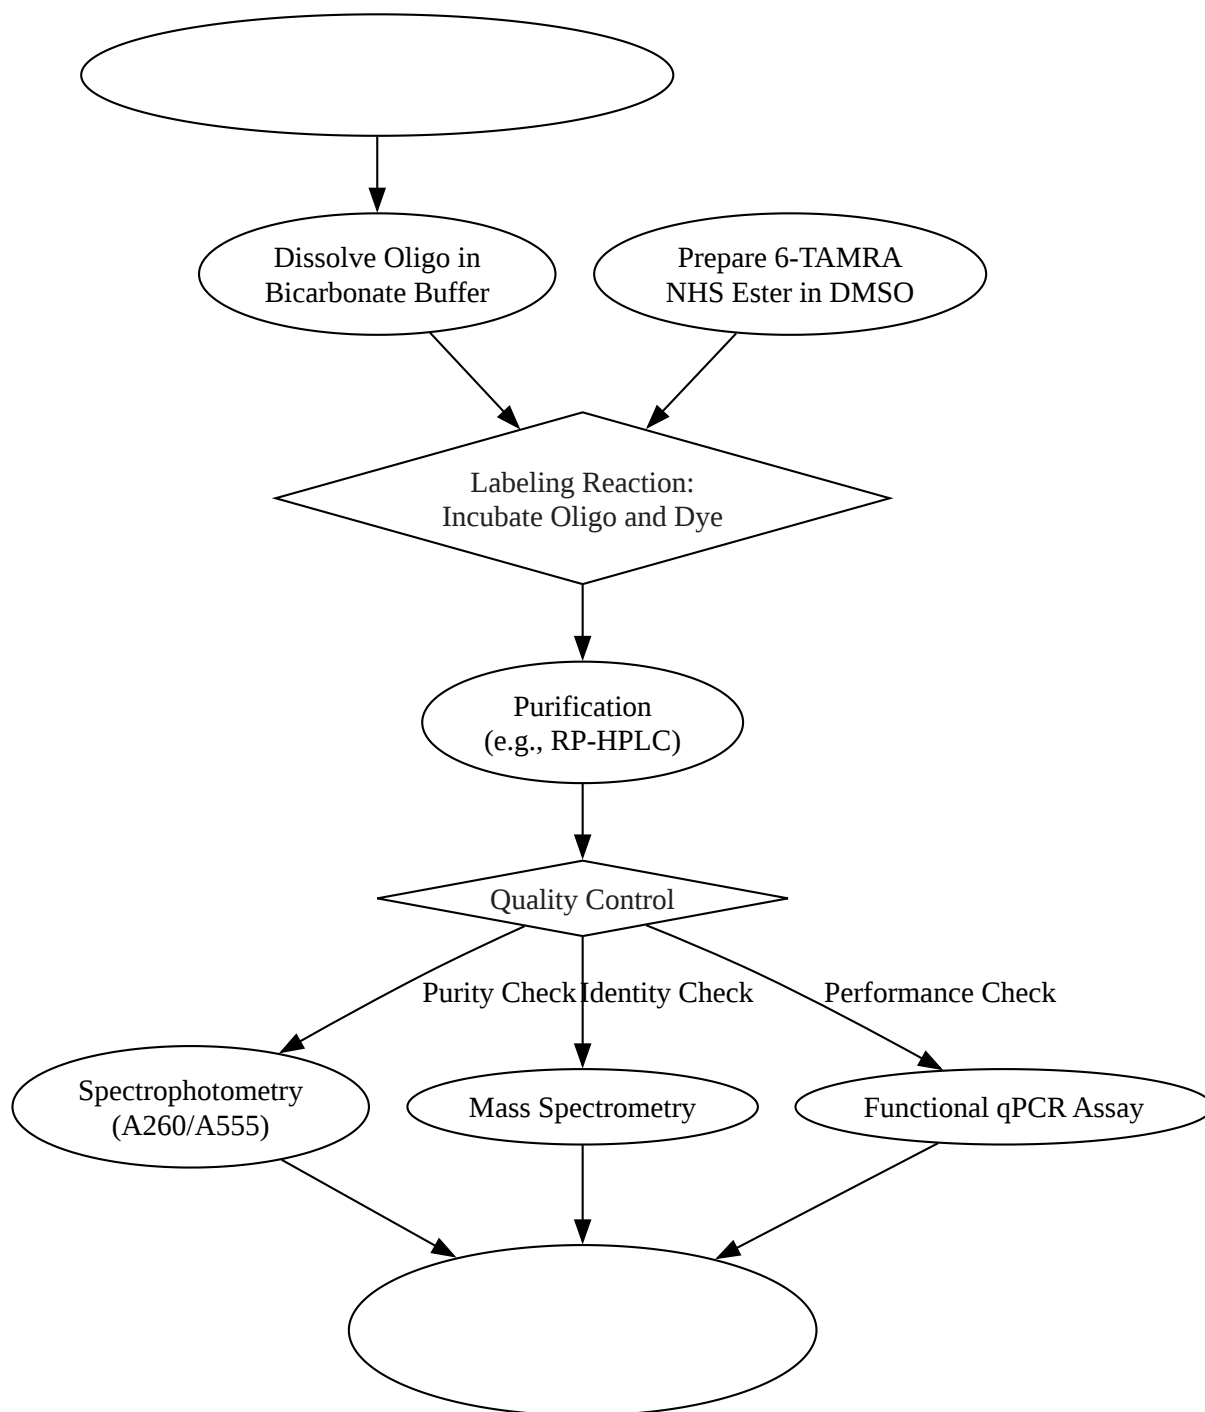 Dissolve Oligo in
Bicarbonate Buffer
Prepare 6-TAMRA
NHS Ester in DMSO
Labeling Reaction:
Incubate Oligo and Dye
Purification
(e.g., RP-HPLC)
Quality Control
Purity Check
Identity Check
Performance Check
Spectrophotometry
(A260/A555)
Mass Spectrometry
Functional qPCR Assay